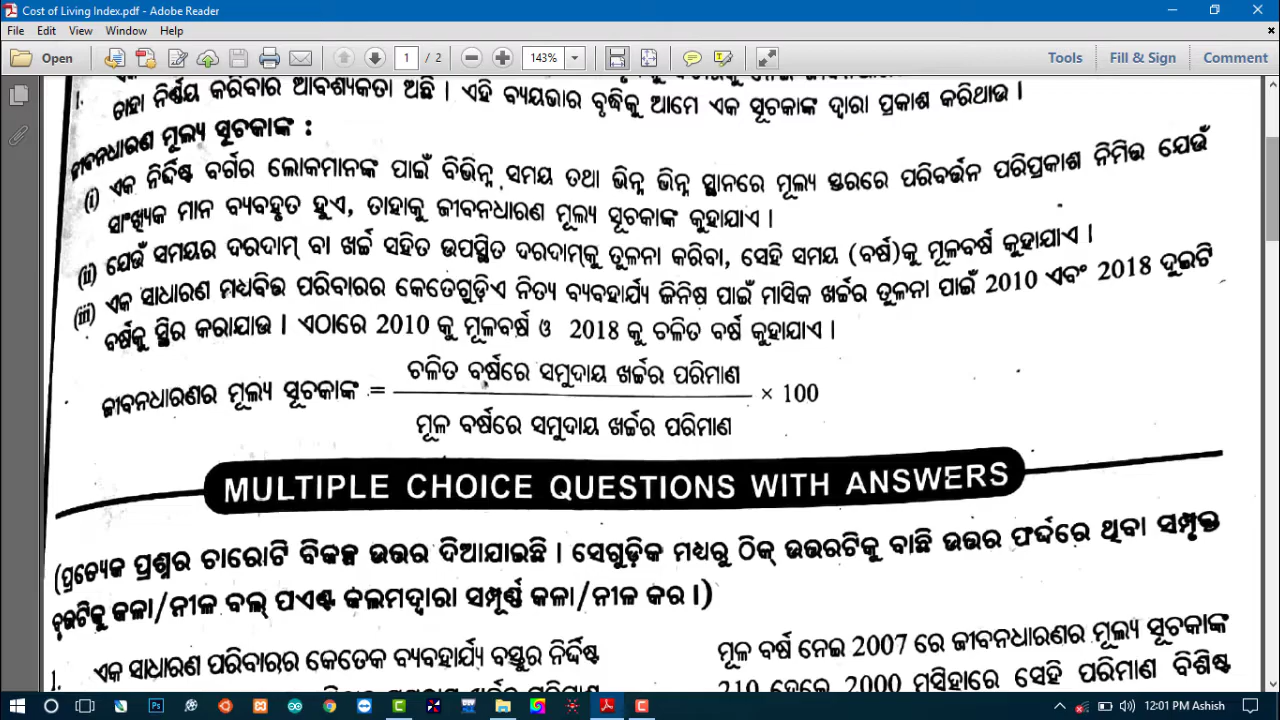 Cost of Living Index.pdf - Adobe Reader
File Edit View Window Help
Open 1 / 2 143% Tools Fill & Sign Comment
ତାହା ନିର୍ଣ୍ଣୟ କରିବାର ଆବଶ୍ୟକତା ଅଛି । ଏହି ବ୍ୟୟଭାର ବୃଦ୍ଧିକୁ ଆମେ ଏକ ସୂଚକାଙ୍କ ଦ୍ୱାରା ପ୍ରକାଶ କରିଥାଉ ।
ଜୀବନଧାରଣ ମୂଲ୍ୟ ସୂଚକାଙ୍କ :
(i) ଏକ ନିର୍ଦ୍ଦିଷ୍ଟ ବର୍ଗର ଲୋକମାନଙ୍କ ପାଇଁ ବିଭିନ୍ନ ସମୟ ତଥା ଭିନ୍ନ ଭିନ୍ନ ସ୍ଥାନରେ ମୂଲ୍ୟ ସ୍ତରରେ ପରିବର୍ତ୍ତନ ପରିପ୍ରକାଶ ନିମିତ୍ତ ଯେଉଁ
ସାଂଖ୍ୟିକ ମାନ ବ୍ୟବହୃତ ହୁଏ, ତାହାକୁ ଜୀବନଧାରଣ ମୂଲ୍ୟ ସୂଚକାଙ୍କ କୁହାଯାଏ ।
(ii) ଯେଉଁ ସମୟର ଦରଦାମ୍ ବା ଖର୍ଚ୍ଚ ସହିତ ଉପସ୍ଥିତ ଦରଦାମ୍‌କୁ ତୁଳନା କରିବା, ସେହି ସମୟ (ବର୍ଷ)କୁ ମୂଳବର୍ଷ କୁହାଯାଏ ।
(iii) ଏକ ସାଧାରଣ ମଧ୍ୟବିତ୍ତ ପରିବାରର କେତେଗୁଡ଼ିଏ ନିତ୍ୟ ବ୍ୟବହାର୍ଯ୍ୟ ଜିନିଷ ପାଇଁ ମାସିକ ଖର୍ଚ୍ଚର ତୁଳନା ପାଇଁ 2010 ଏବଂ 2018 ଦୁଇଟି
ବର୍ଷକୁ ସ୍ଥିର କରାଯାଉ । ଏଠାରେ 2010 କୁ ମୂଳବର୍ଷ ଓ 2018 କୁ ଚଳିତ ବର୍ଷ କୁହାଯାଏ ।
ଚଳିତ ବର୍ଷରେ ସମୁଦାୟ ଖର୍ଚ୍ଚର ପରିମାଣ
ଜୀବନଧାରଣର ମୂଲ୍ୟ ସୂଚକାଙ୍କ = × 100
ମୂଳ ବର୍ଷରେ ସମୁଦାୟ ଖର୍ଚ୍ଚର ପରିମାଣ
MULTIPLE CHOICE QUESTIONS WITH ANSWERS
(ପ୍ରତ୍ୟେକ ପ୍ରଶ୍ନର ଚାରୋଟି ବିକଳ୍ପ ଉତ୍ତର ଦିଆଯାଇଛି । ସେଗୁଡ଼ିକ ମଧ୍ୟରୁ ଠିକ୍ ଉତ୍ତରଟିକୁ ବାଛି ଉତ୍ତର ଫର୍ଦ୍ଦରେ ଥିବା ସମ୍ପୃକ୍ତ
ବୃତ୍ତଟିକୁ କଳା/ନୀଳ ବଲ୍ ପଏଣ୍ଟ କଲମଦ୍ୱାରା ସମ୍ପୂର୍ଣ୍ଣ କଳା/ନୀଳ କର ।)
1. ଏକ ସାଧାରଣ ପରିବାରର କେତେକ ବ୍ୟବହାର୍ଯ୍ୟ ବସ୍ତୁର ନିର୍ଦ୍ଦିଷ୍ଟ
ମୂଳ ବର୍ଷ ନେଇ 2007 ରେ ଜୀବନଧାରଣର ମୂଲ୍ୟ ସୂଚକାଙ୍କ
210 ହେଲେ 2000 ମସିହାରେ ସେହି ପରିମାଣ ବିଶିଷ୍ଟ
12:01 PM Ashish